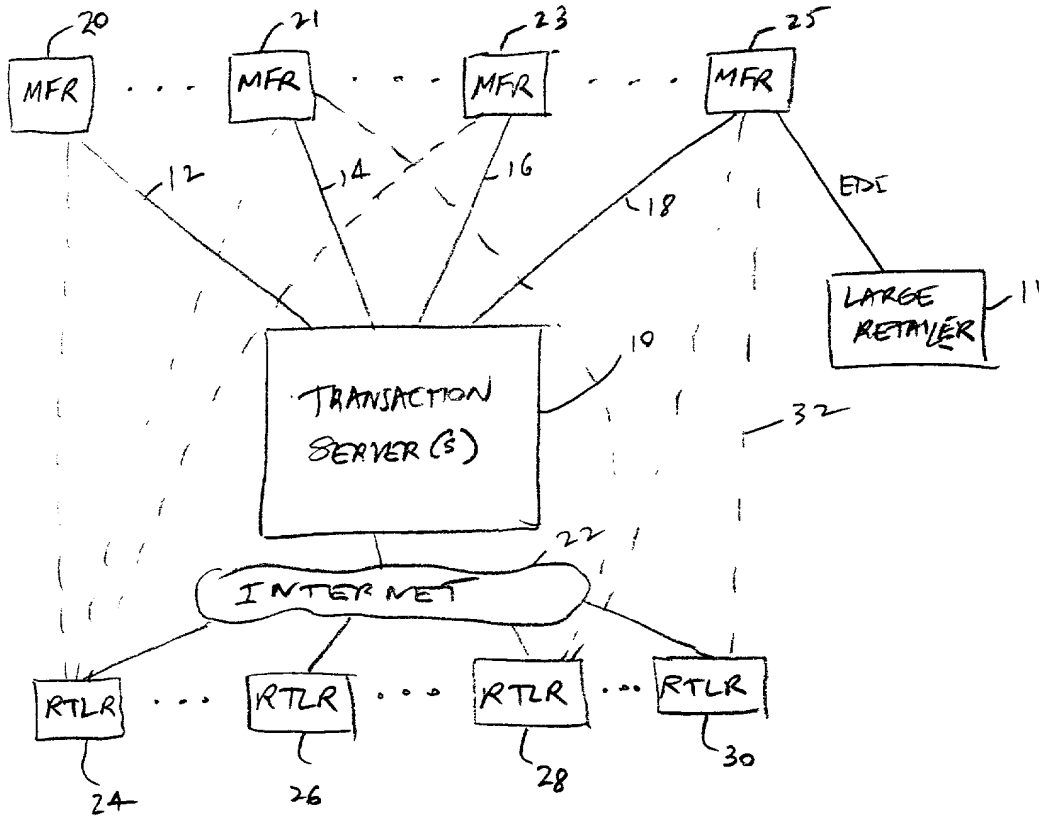 20 21 23 25
MFR . . . MFR . . . MFR . . . MFR
12 14 16 18 EDI
LARGE
RETAILER
11
10
TRANSACTION
SERVER(S)
32
22
INTERNET
RTLR . . . RTLR . . . RTLR . . . RTLR
24 26 28 30